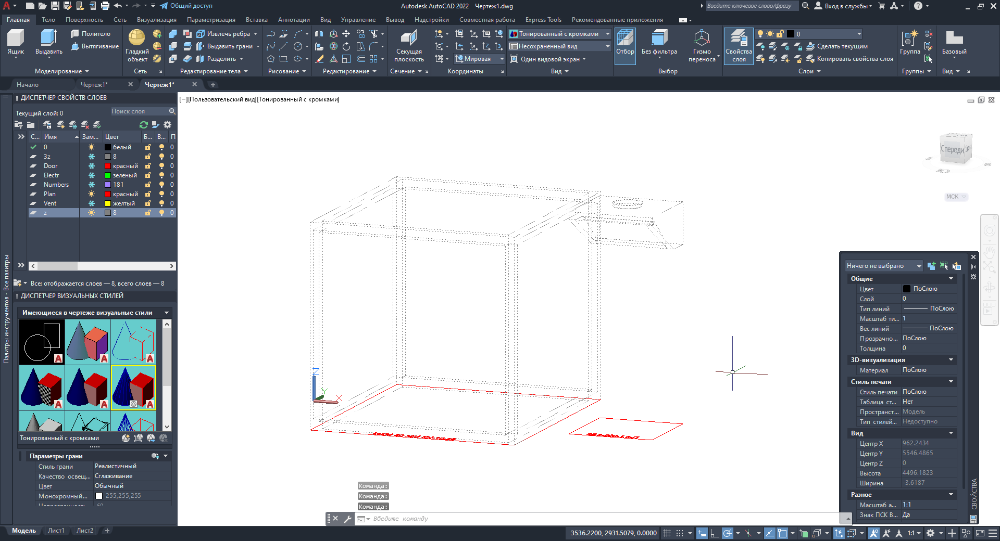 Общий доступ
Autodesk AutoCAD 2022 Чертеж1.dwg
Введите ключевое слово/фразу
Вход в службы
Главная Тело Поверхность Сеть Визуализация Параметризация Вставка Аннотации Вид Управление Вывод Надстройки Совместная работа Express Tools Рекомендованные приложения
Ящик
Выдавить
Политело
Вытягивание
Моделирование
Гладкий объект
Сеть
Извлечь ребра
Выдавить грани
Разделить
Редактирование тела
Рисование
Редактирование
Секущая плоскость
Сечение
Мировая
Координаты
Тонированный с кромками
Несохраненный вид
Один видовой экран
Вид
Отбор
Без фильтра
Гизмо переноса
Выбор
Свойства слоя
0
Сделать текущим
Копировать свойства слоя
Слои
Группа
Группы
Базовый
Вид
Начало Чертеж1* Чертеж1*
ДИСПЕТЧЕР СВОЙСТВ СЛОЕВ
Текущий слой: 0
Поиск слоя
С... Имя Зам... Цвет Б... В... П
0 белый 0
3z 8 0
Door красный 0
Electr зеленый 0
Numbers 181 0
Plan красный 0
Vent желтый 0
z 8 0
Все: отображается слоев — 8, всего слоев — 8
Палитры инструментов - Все палитры
ДИСПЕТЧЕР ВИЗУАЛЬНЫХ СТИЛЕЙ
Имеющиеся в чертеже визуальные стили
Тонированный с кромками
Параметры грани
Стиль грани Реалистичный
Качество освещ... Сглаживание
Цвет Обычный
Монохромный... 255,255,255
[−][Пользовательский вид][Тонированный с кромками]
Спереди
МСК
Z
Y
X
Ничего не выбрано
Общие
Цвет ПоСлою
Слой 0
Тип линий ПоСлою
Масштаб ти... 1
Вес линий ПоСлою
Прозрачно... ПоСлою
Толщина 0
3D-визуализация
Материал ПоСлою
Стиль печати
Стиль печати ПоСлою
Таблица ст... Нет
Пространст... Модель
Тип стилей... Недоступно
Вид
Центр X 962.2434
Центр Y 5546.4865
Центр Z 0
Высота 4496.1823
Ширина -3.6187
Разное
Масштаб а... 1:1
Знак ПСК В... Да
СВОЙСТВА
Команда:
Команда:
Команда:
Введите команду
Модель Лист1 Лист2
3536.2200, 2931.5079, 0.0000
1:1